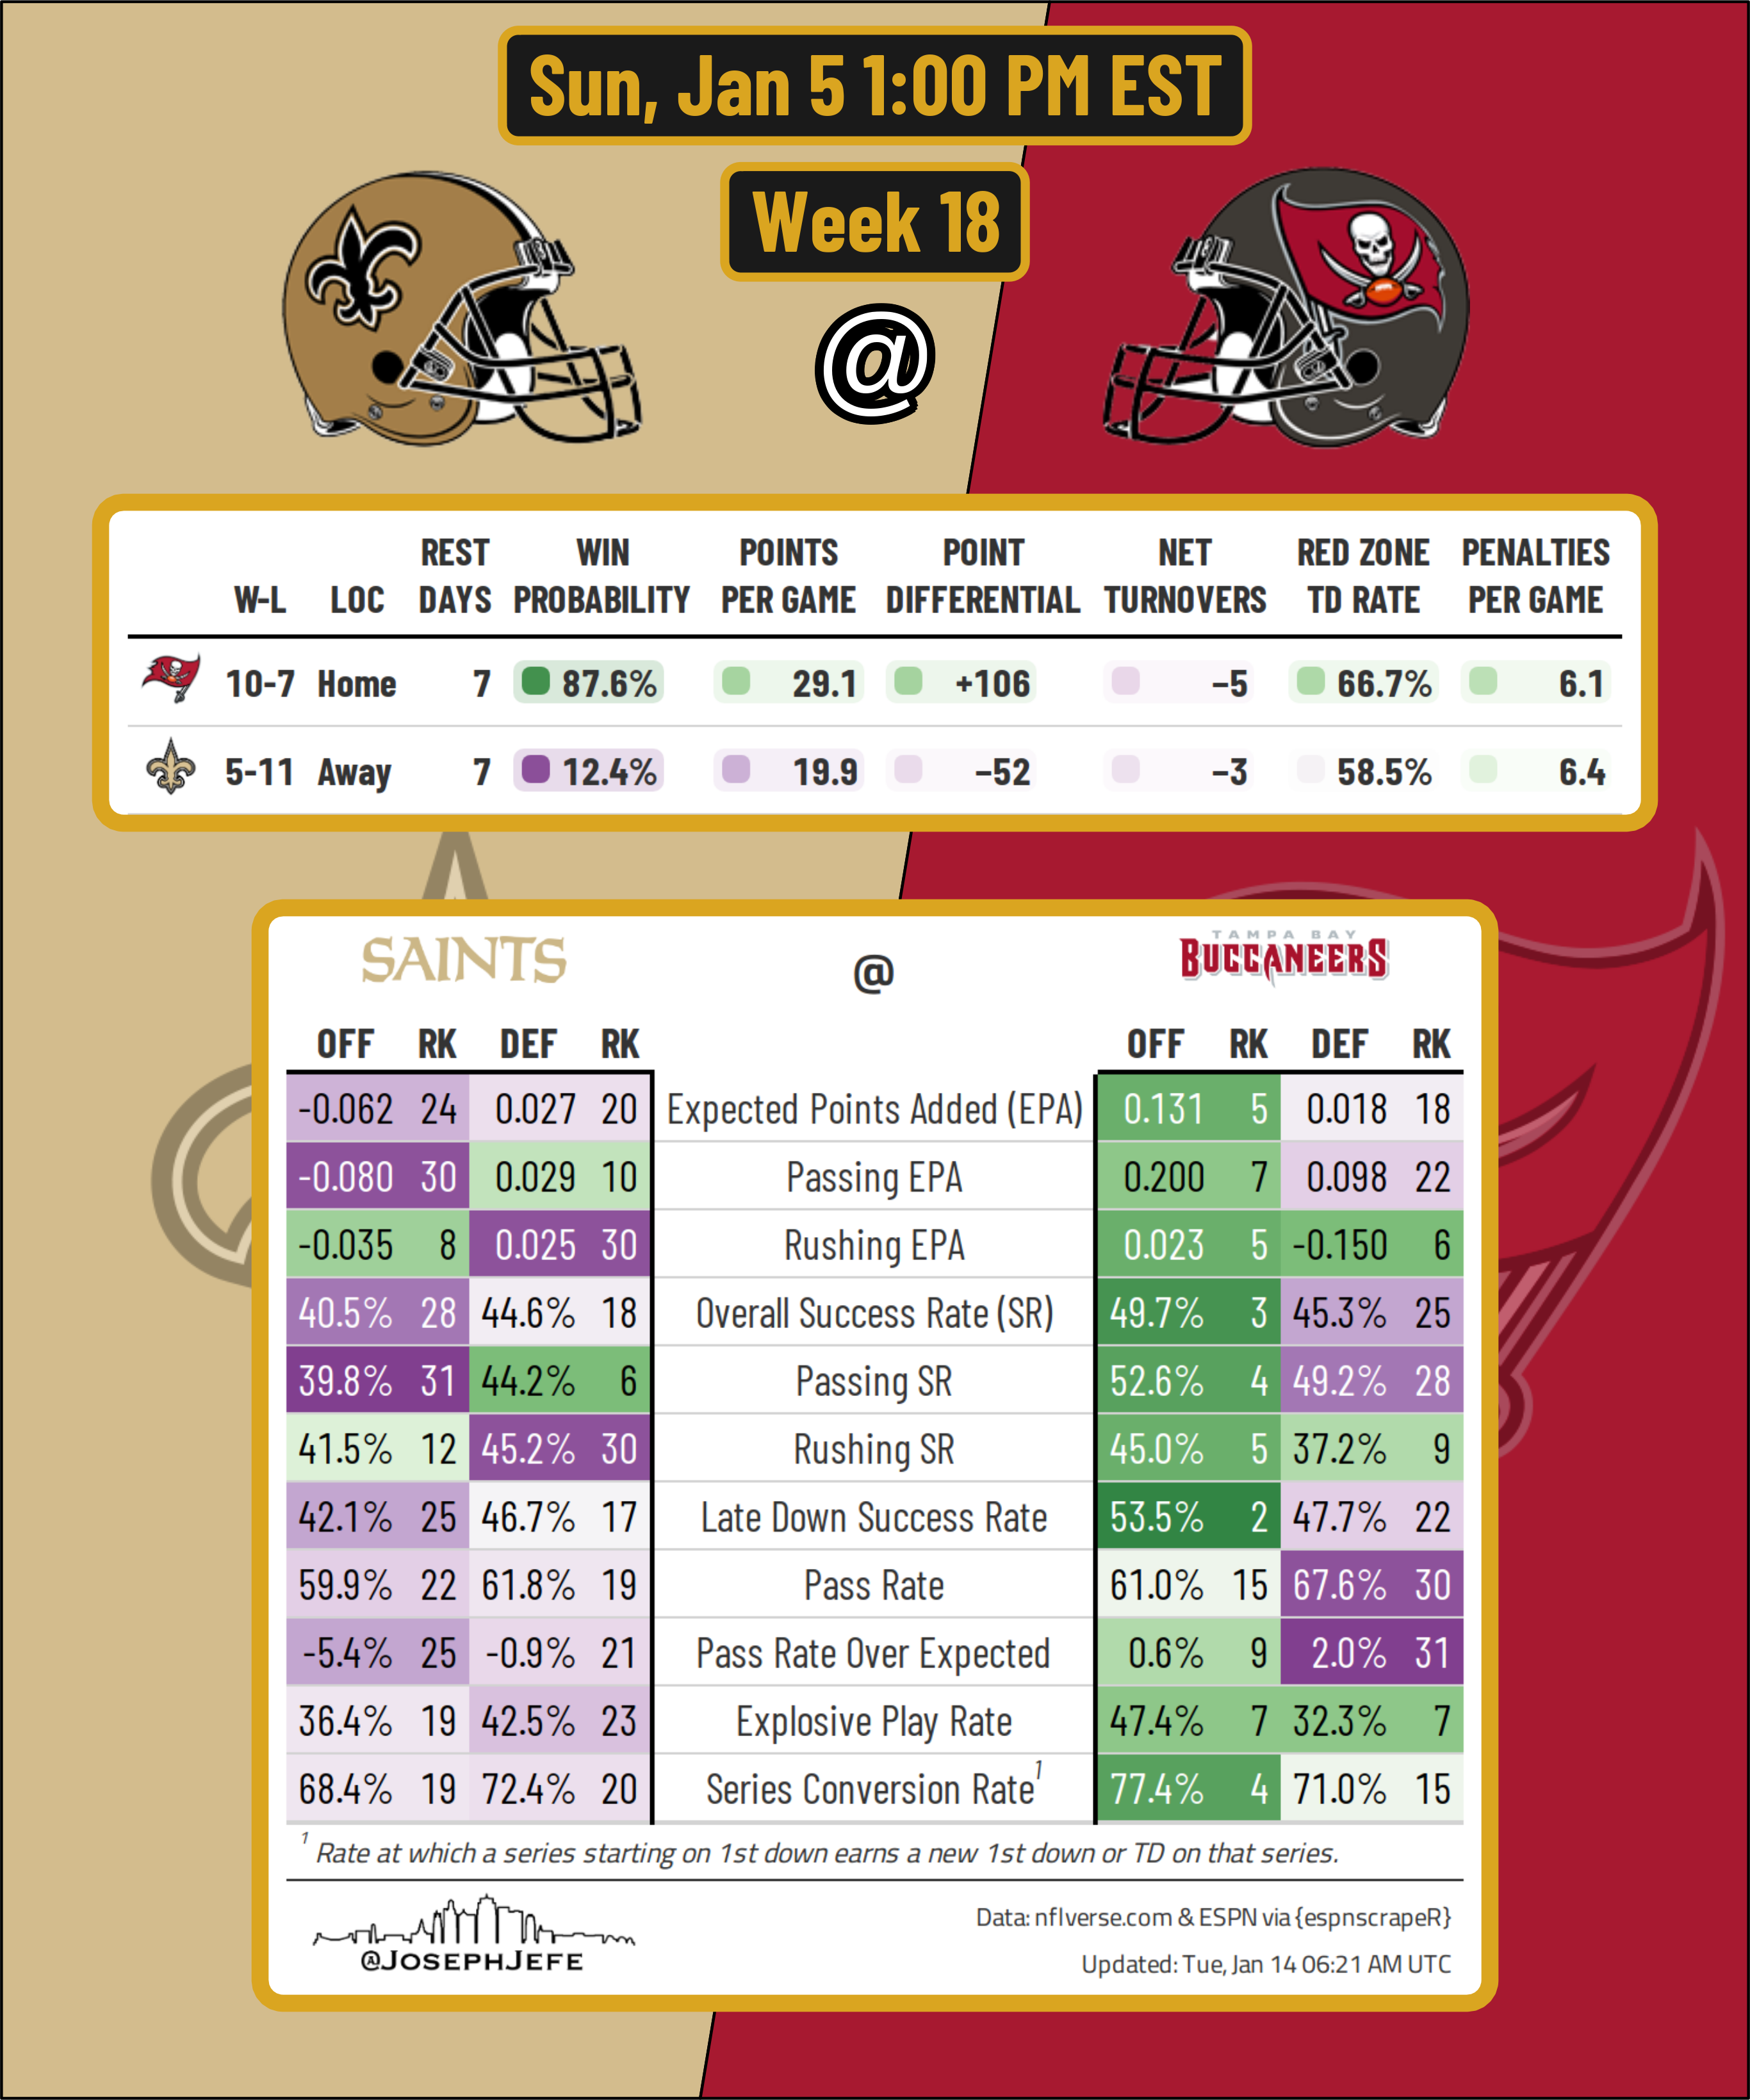 Sun, Jan 5 1:00 PM EST
Week 18
@
REST WIN POINTS POINT NET RED ZONE PENALTIES
W-L LOC DAYS PROBABILITY PER GAME DIFFERENTIAL TURNOVERS TD RATE PER GAME
10-7 Home 7 87.6% 29.1 +106 −5 66.7% 6.1
5-11 Away 7 12.4% 19.9 −52 −3 58.5% 6.4
SAINTS @ TAMPA BAY BUCCANEERS
OFF RK DEF RK OFF RK DEF RK
-0.062 24 0.027 20 Expected Points Added (EPA) 0.131 5 0.018 18
-0.080 30 0.029 10 Passing EPA 0.200 7 0.098 22
-0.035 8 0.025 30 Rushing EPA 0.023 5 -0.150 6
40.5% 28 44.6% 18 Overall Success Rate (SR) 49.7% 3 45.3% 25
39.8% 31 44.2% 6 Passing SR 52.6% 4 49.2% 28
41.5% 12 45.2% 30 Rushing SR 45.0% 5 37.2% 9
42.1% 25 46.7% 17 Late Down Success Rate 53.5% 2 47.7% 22
59.9% 22 61.8% 19 Pass Rate 61.0% 15 67.6% 30
-5.4% 25 -0.9% 21 Pass Rate Over Expected 0.6% 9 2.0% 31
36.4% 19 42.5% 23 Explosive Play Rate 47.4% 7 32.3% 7
68.4% 19 72.4% 20 Series Conversion Rate1 77.4% 4 71.0% 15
1 Rate at which a series starting on 1st down earns a new 1st down or TD on that series.
@JOSEPHJEFE
Data: nflverse.com & ESPN via {espnscrapeR}
Updated: Tue, Jan 14 06:21 AM UTC